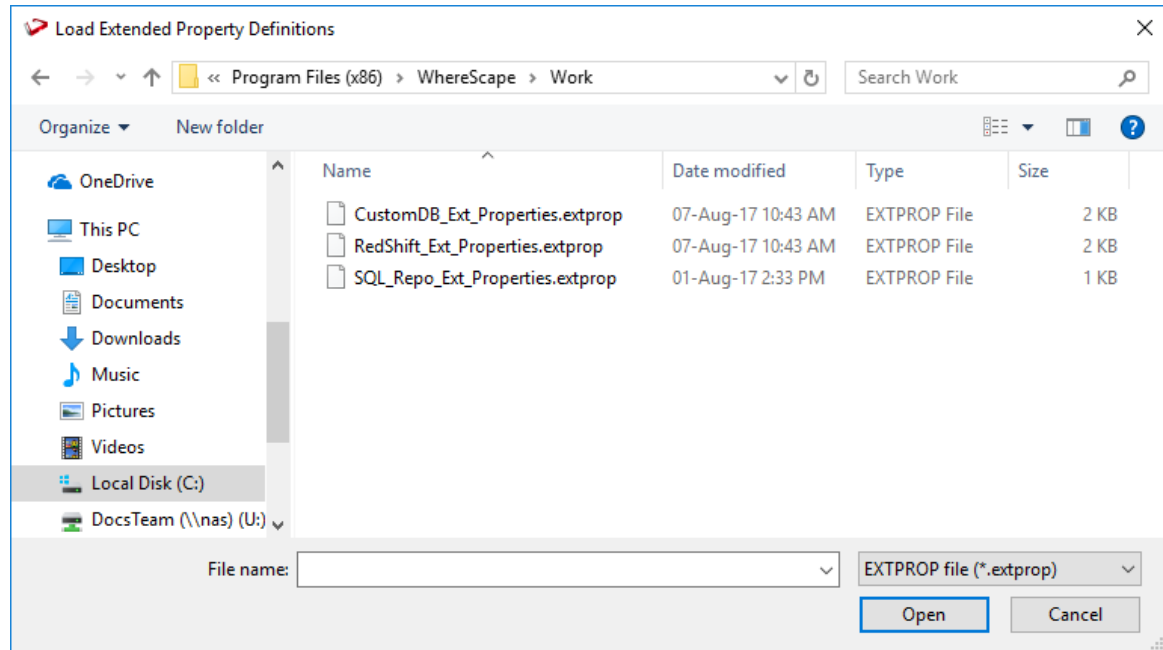 Load Extended Property Definitions
« Program Files (x86) > WhereScape > Work
Search Work
Organize
New folder
?
OneDrive
This PC
Desktop
Documents
Downloads
Music
Pictures
Videos
Local Disk (C:)
DocsTeam (\\nas) (U:)
Name Date modified Type Size
CustomDB_Ext_Properties.extprop 07-Aug-17 10:43 AM EXTPROP File 2 KB
RedShift_Ext_Properties.extprop 07-Aug-17 10:43 AM EXTPROP File 2 KB
SQL_Repo_Ext_Properties.extprop 01-Aug-17 2:33 PM EXTPROP File 1 KB
File name:
EXTPROP file (*.extprop)
Open
Cancel